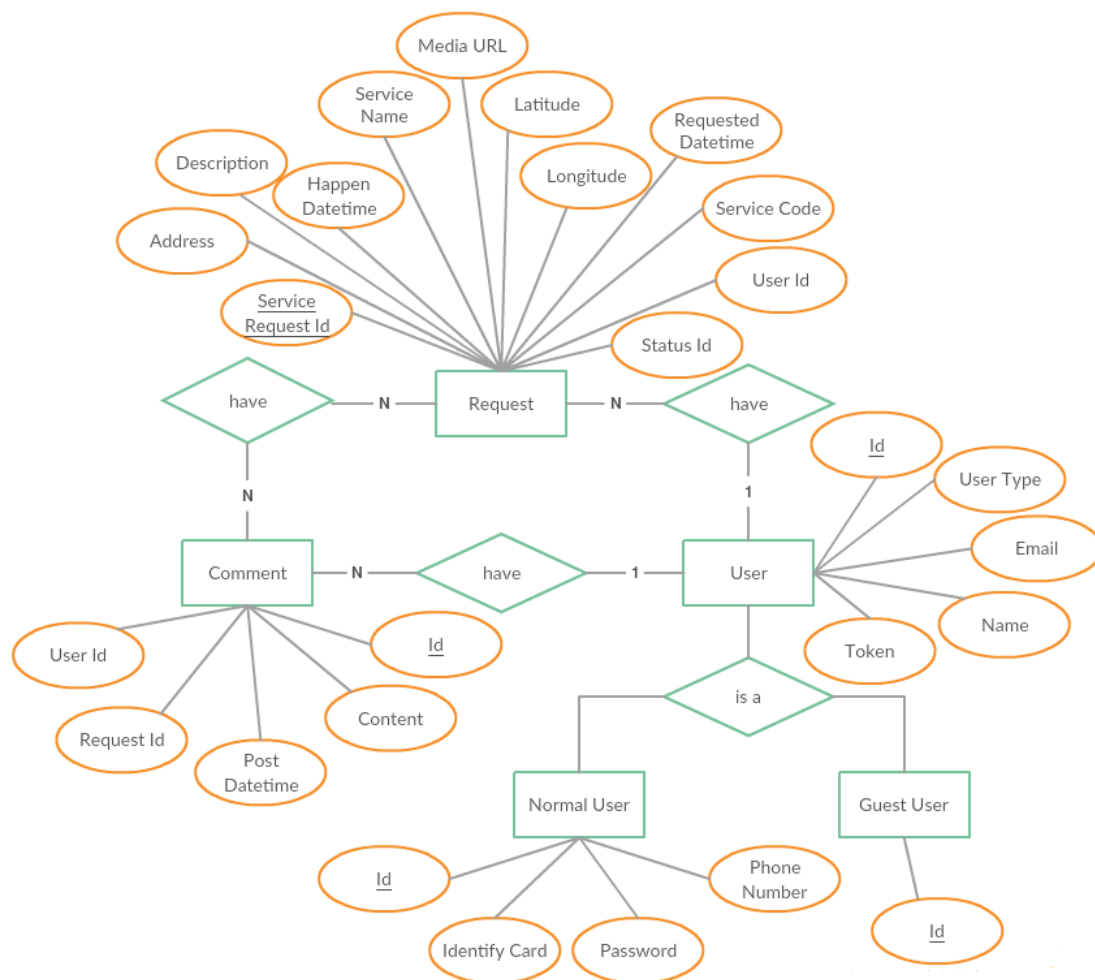 Media URL
Service
Name
Latitude
Requested
Datetime
Description
Happen
Datetime
Longitude
Service Code
Address
User Id
Service
Request Id
Status Id
have
N
Request
N
have
Id
User Type
N
1
Comment
N
have
1
User
Email
Name
User Id
Id
Token
Request Id
Content
Post
Datetime
is a
Normal User
Guest User
Id
Phone
Number
Identify Card
Password
Id